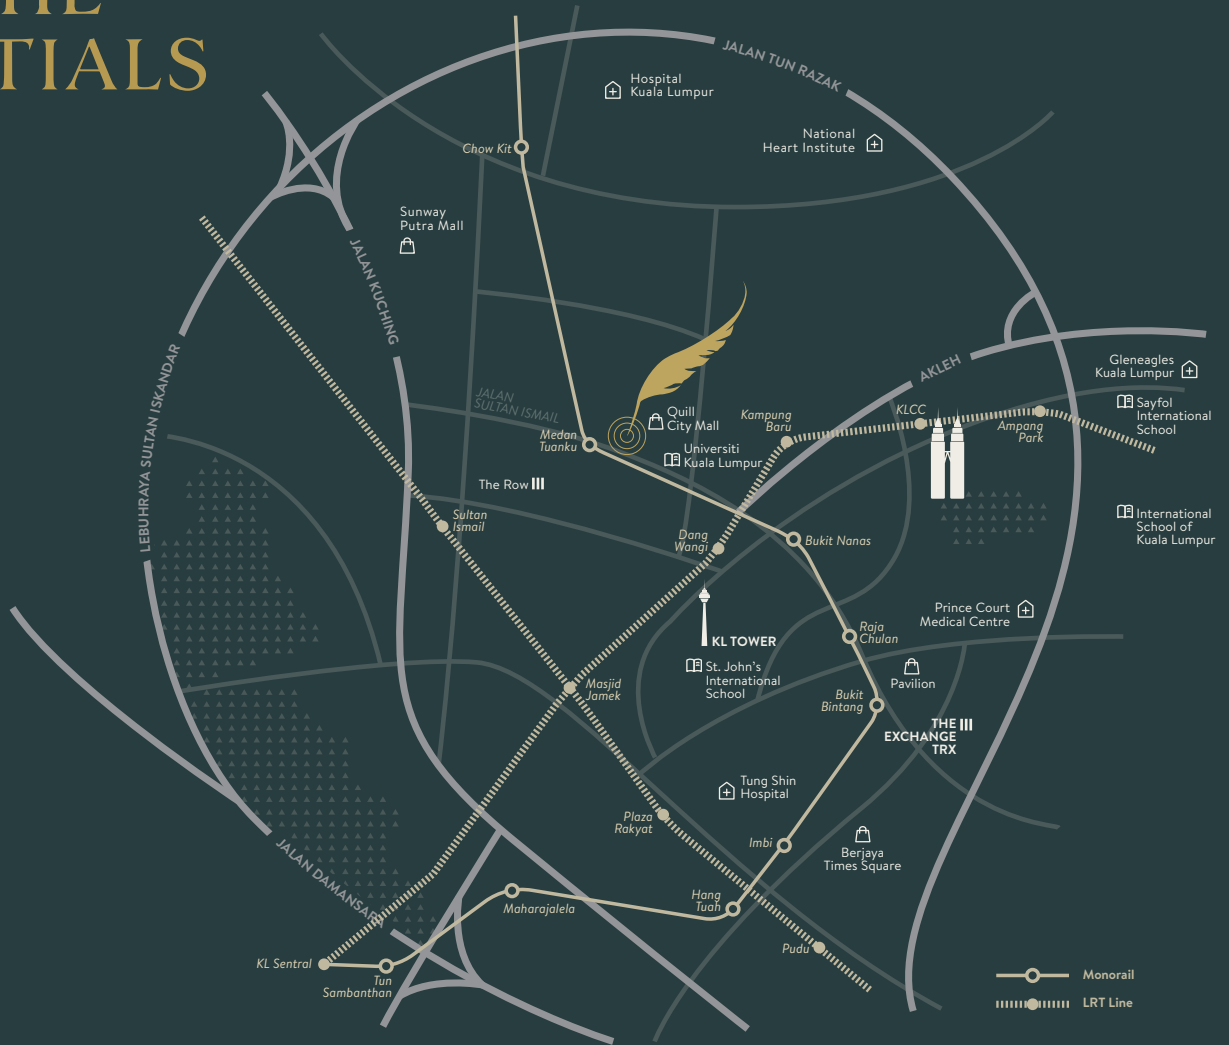 THE
TIALS
JALAN TUN RAZAK
Hospital
Kuala Lumpur
National
Heart Institute
Chow Kit
Sunway
Putra Mall
JALAN KUCHING
LEBUHRAYA SULTAN ISKANDAR
AKLEH
Gleneagles
Kuala Lumpur
JALAN
SULTAN ISMAIL
Quill
City Mall
Kampung
Baru
KLCC
Ampang
Park
Sayfol
International
School
Medan
Tuanku
Universiti
Kuala Lumpur
The Row
Sultan
Ismail
Dang
Wangi
Bukit Nanas
International
School of
Kuala Lumpur
Prince Court
Medical Centre
KL TOWER
Raja
Chulan
St. John's
International
School
Pavilion
Masjid
Jamek
Bukit
Bintang
THE
EXCHANGE
TRX
Tung Shin
Hospital
Plaza
Rakyat
Imbi
Berjaya
Times Square
JALAN DAMANSARA
Maharajalela
Hang
Tuah
Pudu
KL Sentral
Tun
Sambanthan
Monorail
LRT Line